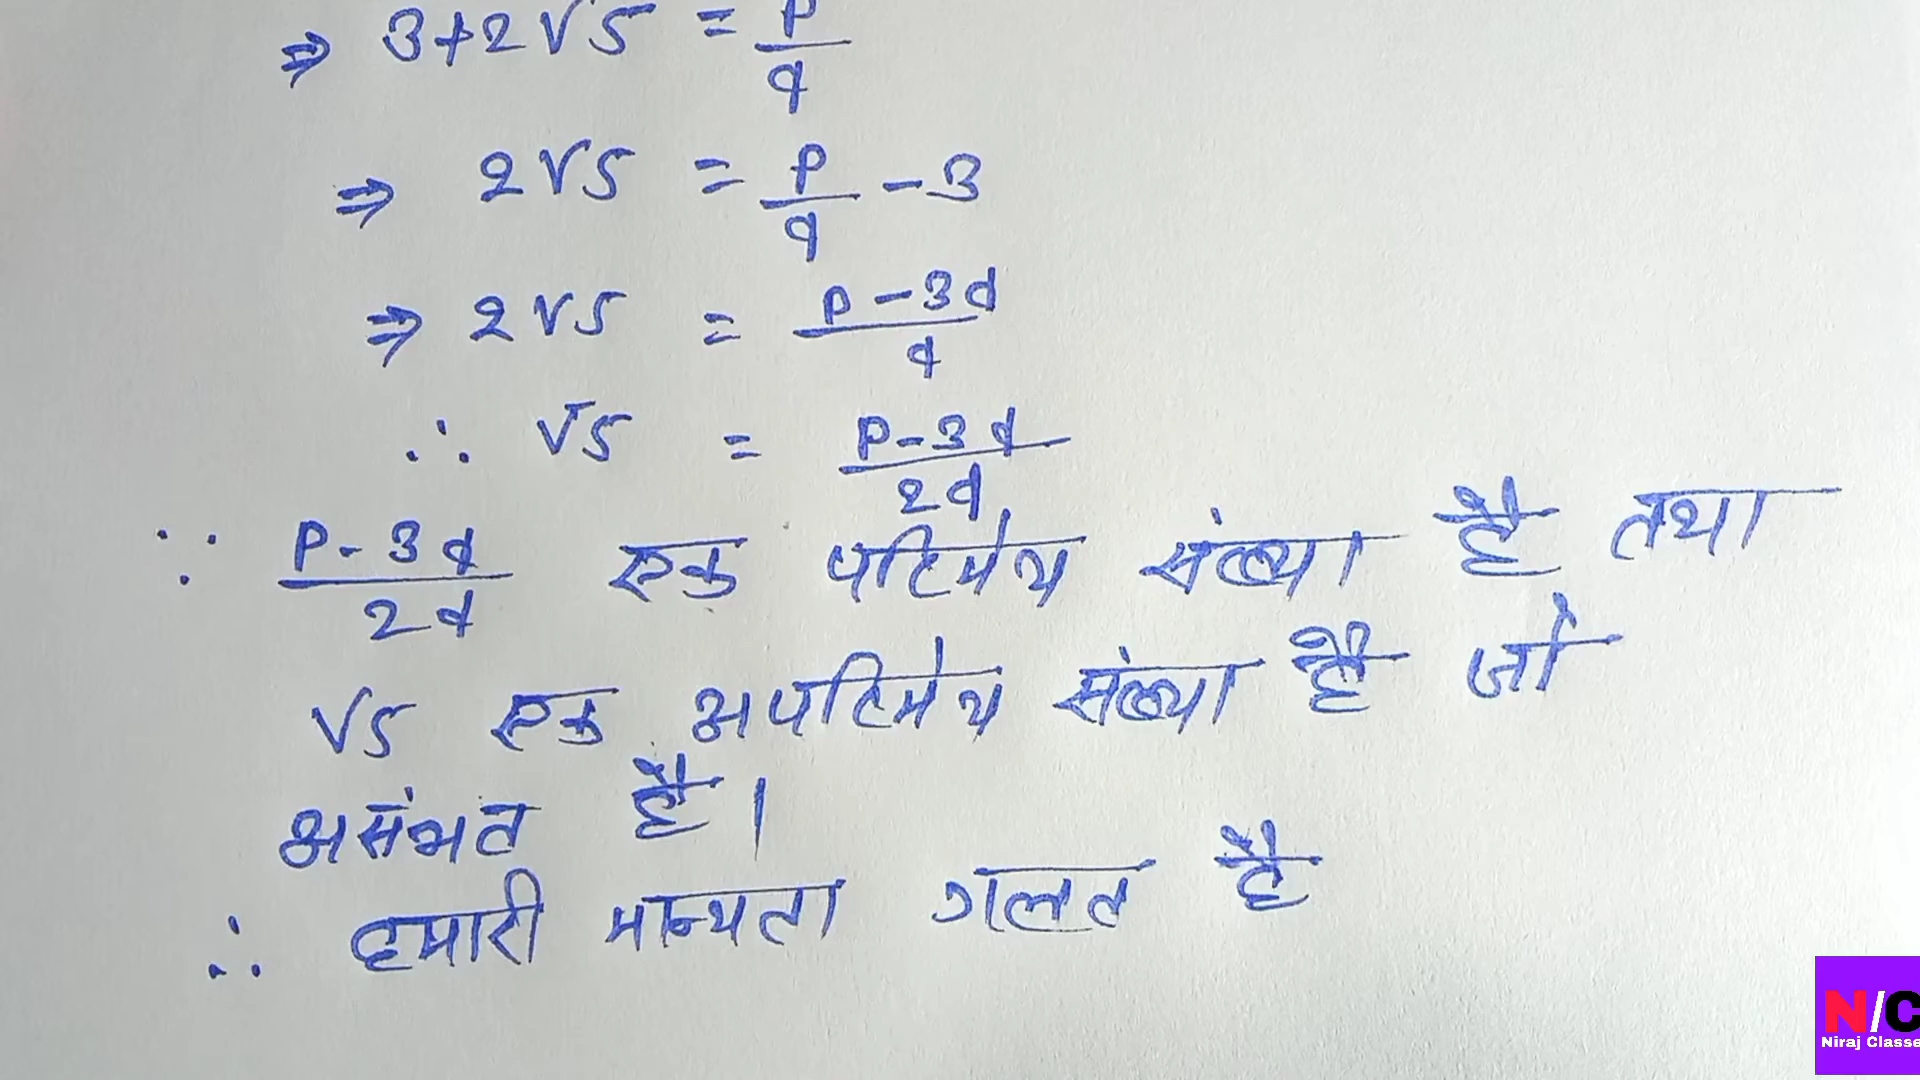 ⇒ 3+2√5 = p/q
⇒ 2√5 = p/q - 3
⇒ 2√5 = (p-3q)/q
∴ √5 = (p-3q)/2q
∵ (p-3q)/2q एक परिमेय संख्या है तथा
√5 एक अपरिमेय संख्या है जो
असंभव है।
∴ हमारी मान्यता गलत है
N/C
Niraj Classe